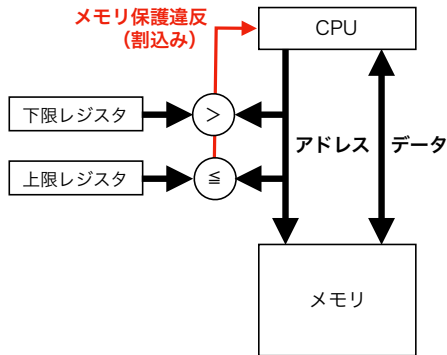 メモリ保護違反
（割込み）
CPU
下限レジスタ
＞
アドレス
データ
上限レジスタ
≦
メモリ